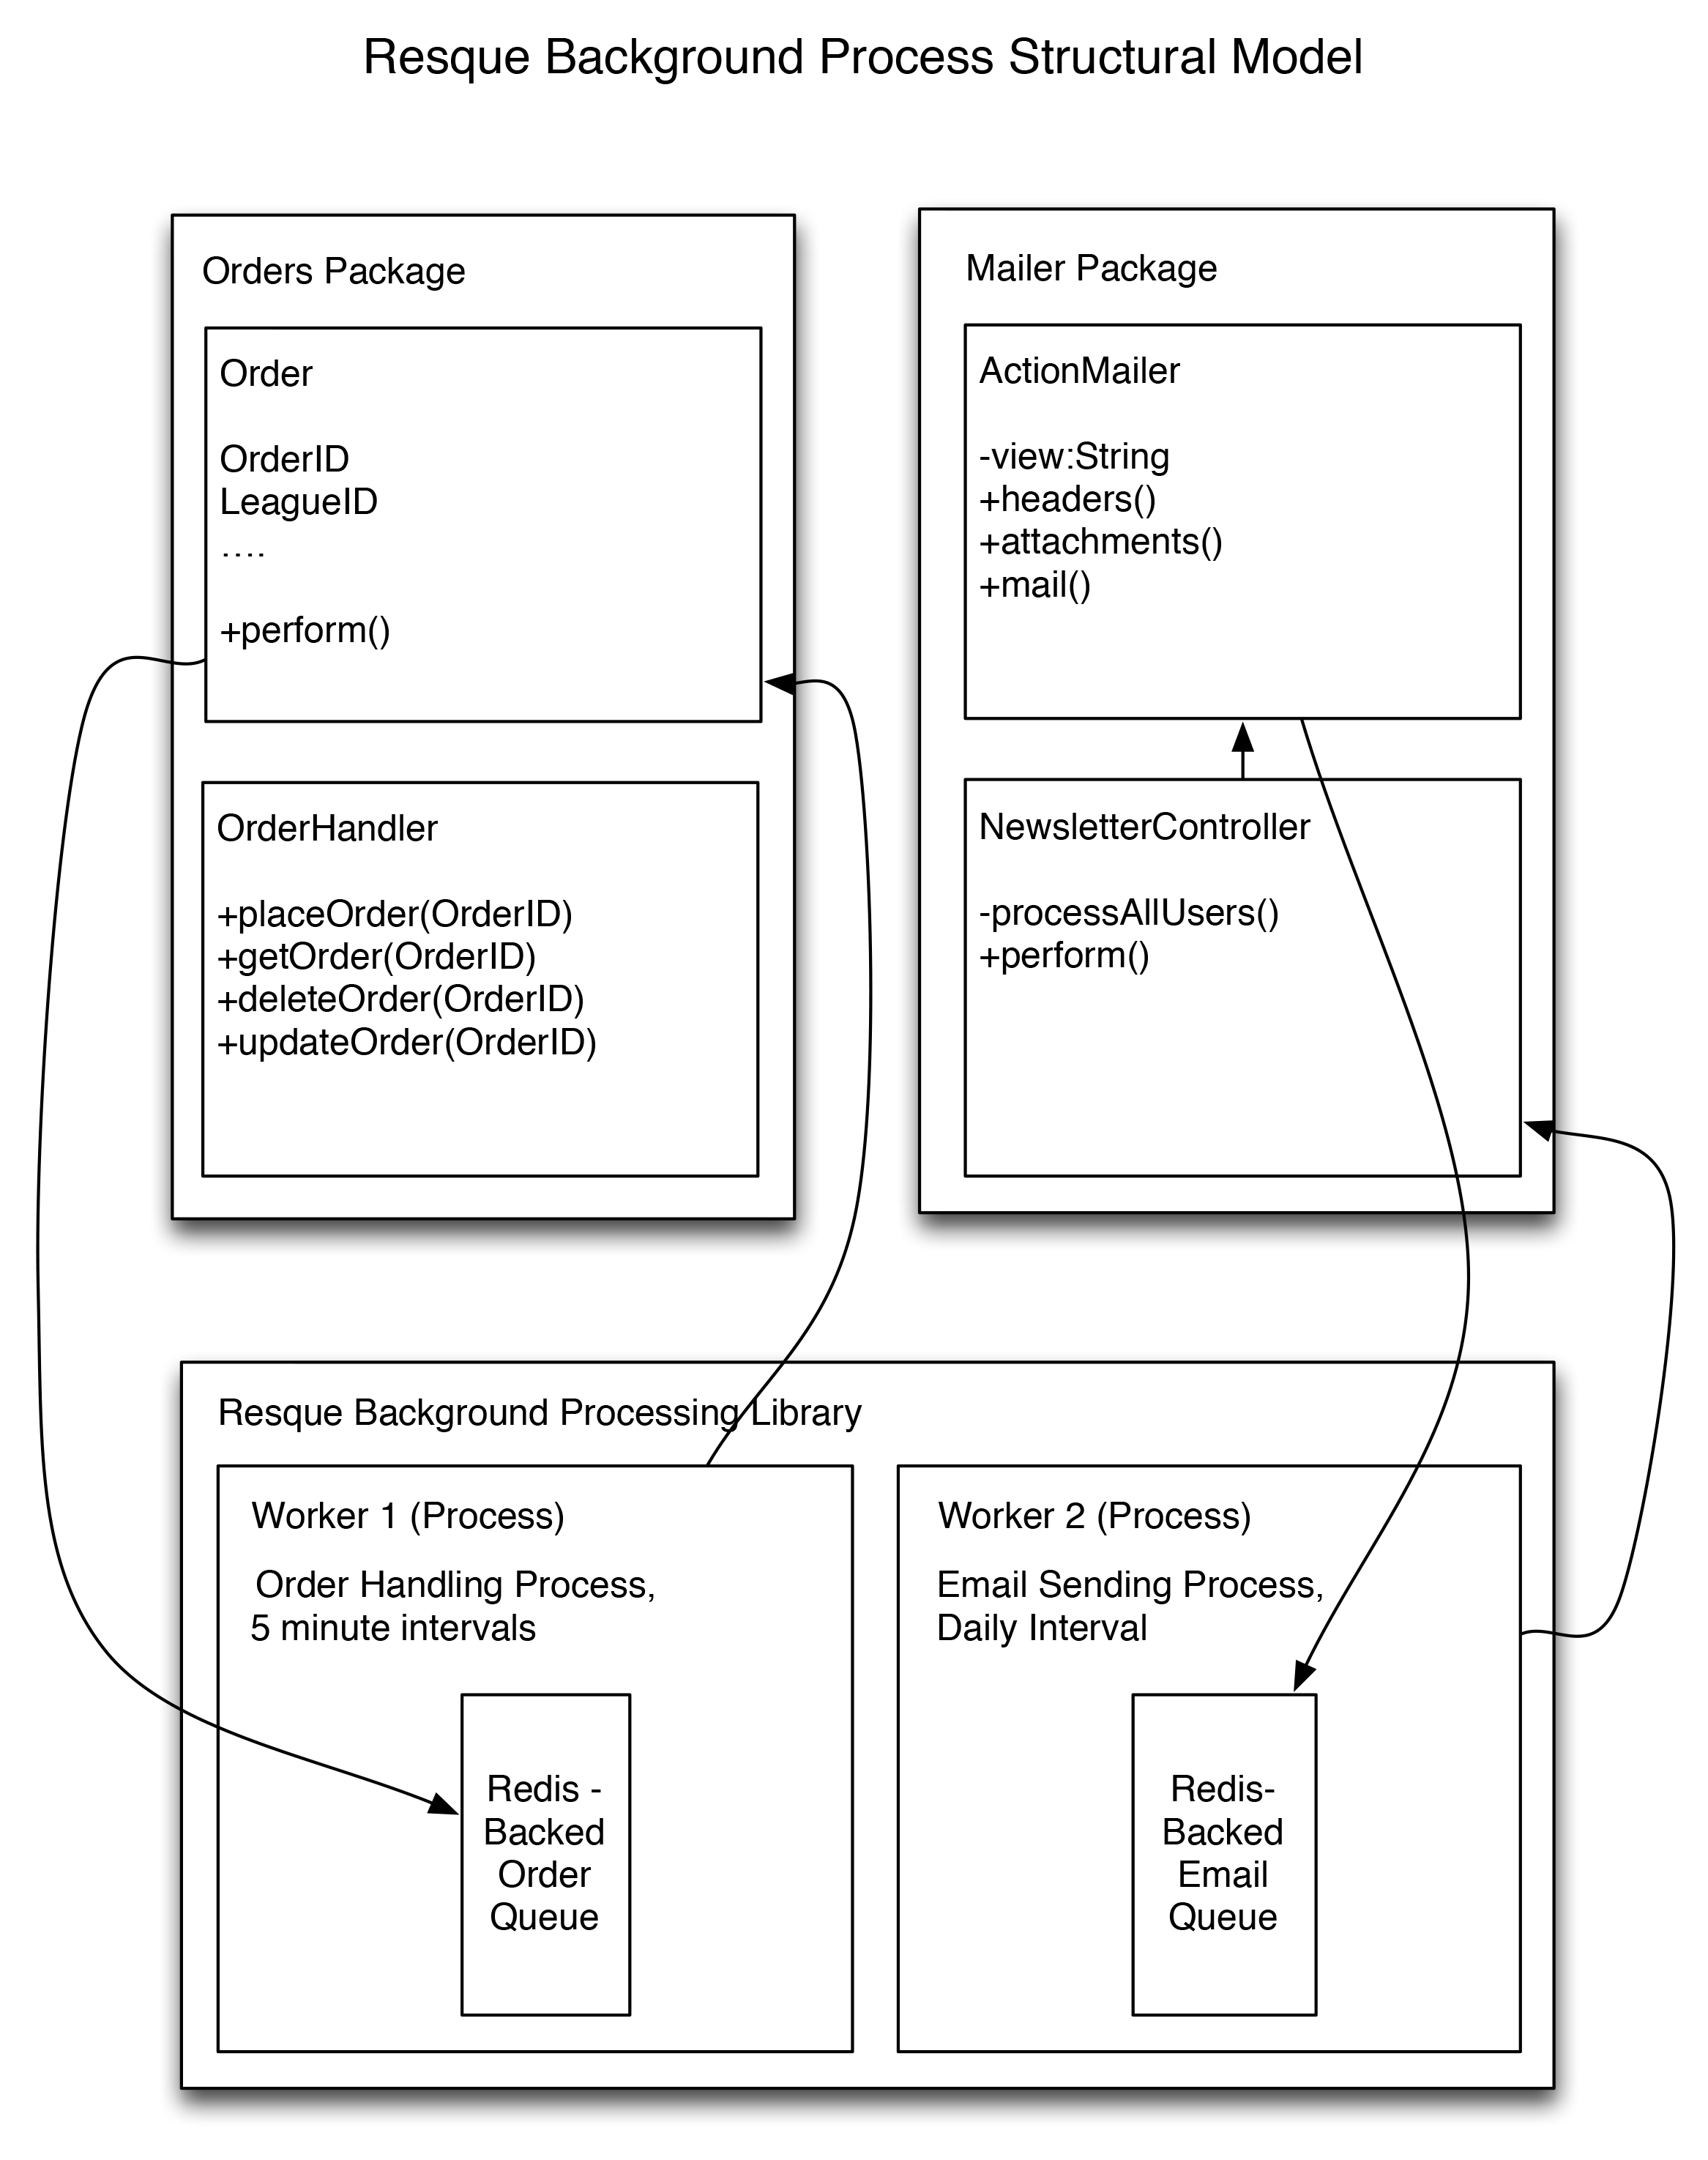 Resque Background Process Structural Model
Orders Package
Order
OrderID
LeagueID
....
+perform()
OrderHandler
+placeOrder(OrderID)
+getOrder(OrderID)
+deleteOrder(OrderID)
+updateOrder(OrderID)
Mailer Package
ActionMailer
-view:String
+headers()
+attachments()
+mail()
NewsletterController
-processAllUsers()
+perform()
Resque Background Processing Library
Worker 1 (Process)
Order Handling Process,
5 minute intervals
Redis -
Backed
Order
Queue
Worker 2 (Process)
Email Sending Process,
Daily Interval
Redis-
Backed
Email
Queue